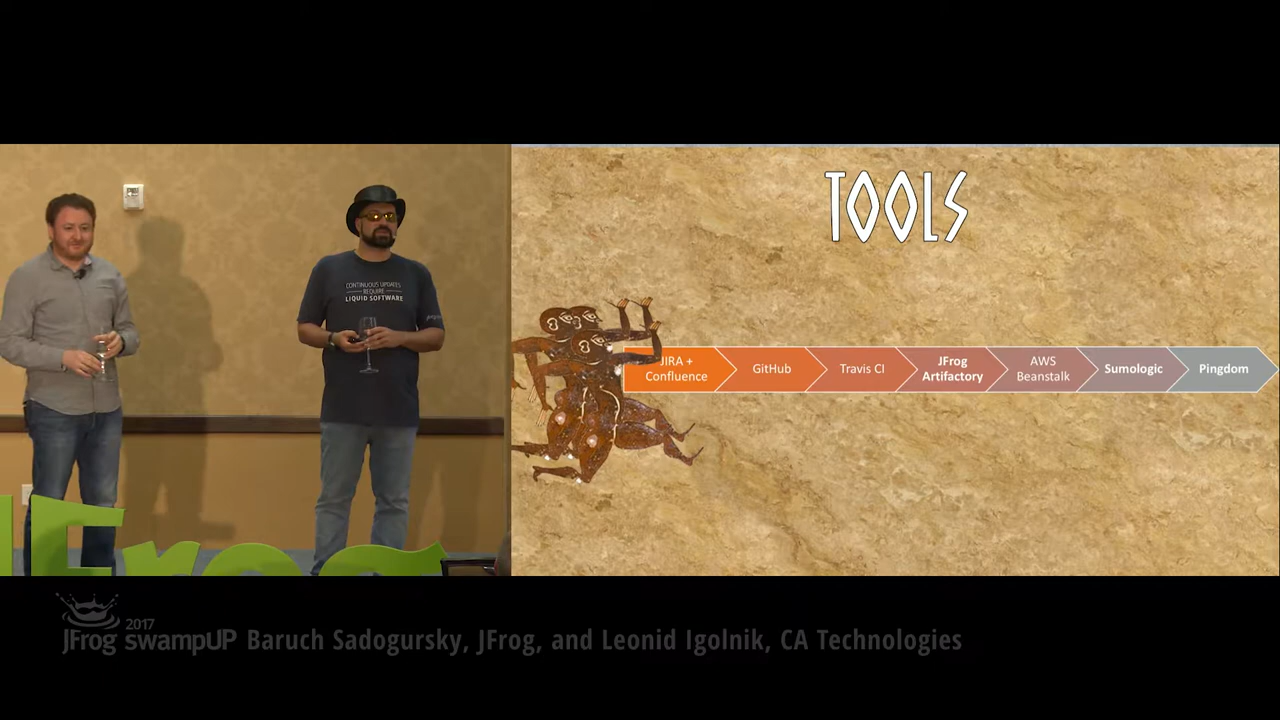 TOOLS
JIRA +
Confluence
GitHub
Travis CI
JFrog
Artifactory
AWS
Beanstalk
Sumologic
Pingdom
CONTINUOUS UPDATES
REQUIRE
LIQUID SOFTWARE
JFrog
2017
JFrog swampUP Baruch Sadogursky, JFrog, and Leonid Igolnik, CA Technologies